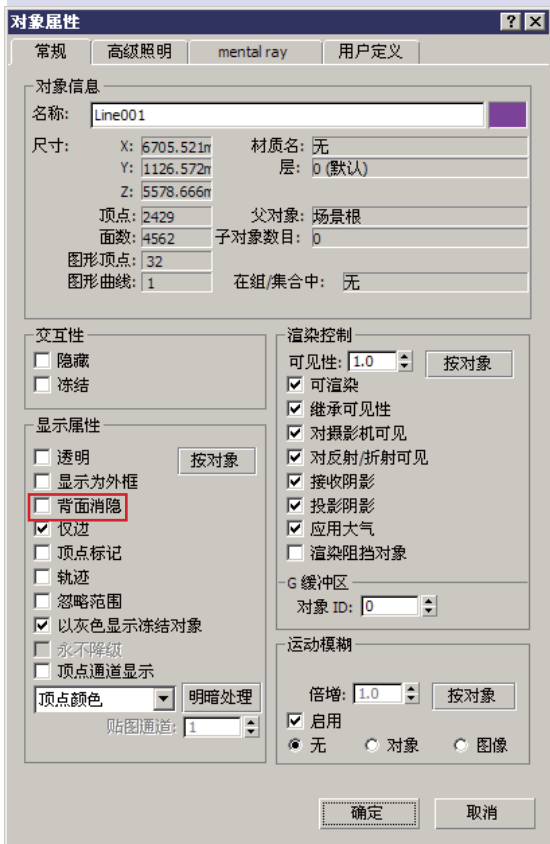 对象属性
常规 高级照明 mental ray 用户定义
对象信息
名称: Line001
尺寸: X: 6705.521m 材质名: 无
Y: 1126.572m 层: 0 (默认)
Z: 5578.666m
顶点: 2429 父对象: 场景根
面数: 4562 子对象数目: 0
图形顶点: 32
图形曲线: 1 在组/集合中: 无
交互性
隐藏
冻结
显示属性
透明 按对象
显示为外框
背面消隐
仅边
顶点标记
轨迹
忽略范围
以灰色显示冻结对象
永不降级
顶点通道显示
顶点颜色 明暗处理
贴图通道: 1
渲染控制
可见性: 1.0 按对象
可渲染
继承可见性
对摄影机可见
对反射/折射可见
接收阴影
投影阴影
应用大气
渲染阻挡对象
G 缓冲区
对象 ID: 0
运动模糊
倍增: 1.0 按对象
启用
无 对象 图像
确定 取消